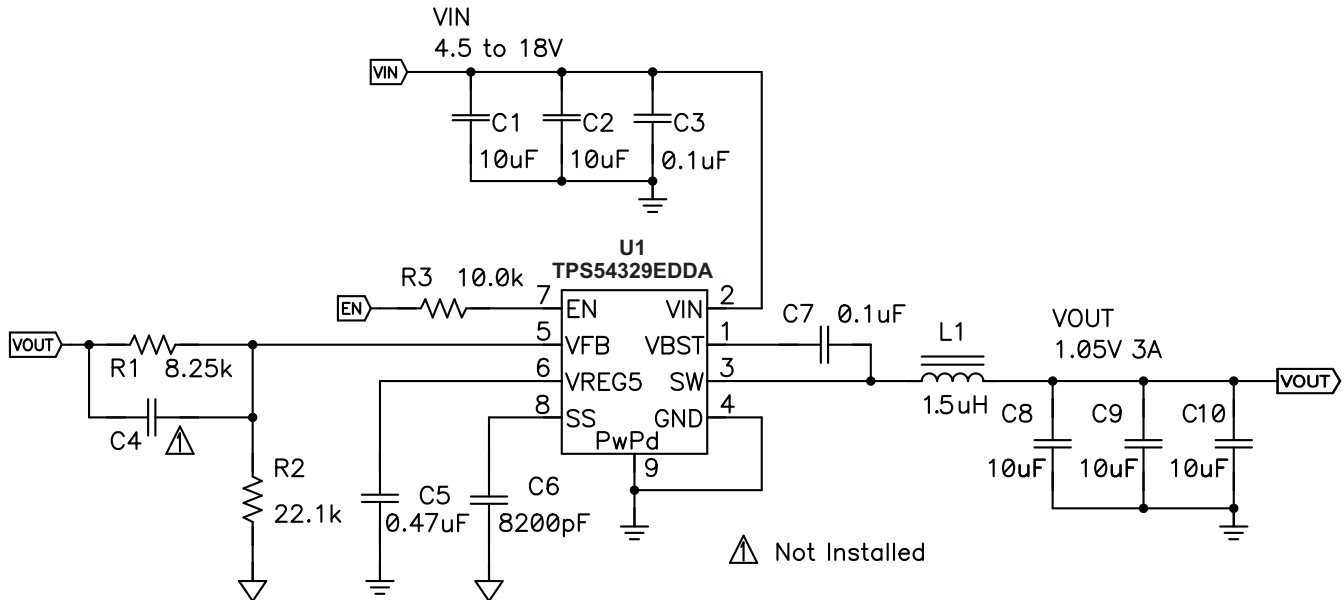 VIN
4.5 to 18V
VIN
C1
C2
C3
10uF
10uF
0.1uF
U1
TPS54329EDDA
R3 10.0k
EN
7
EN
VIN
2
C7 0.1uF
VOUT
1.05V 3A
VOUT
R1 8.25k
5
VFB
VBST
1
L1
6
VREG5
SW
3
1.5uH
VOUT
C4
1
8
SS
GND
4
PwPd
9
C8
C9
C10
10uF
10uF
10uF
R2
22.1k
C5
0.47uF
C6
8200pF
1 Not Installed